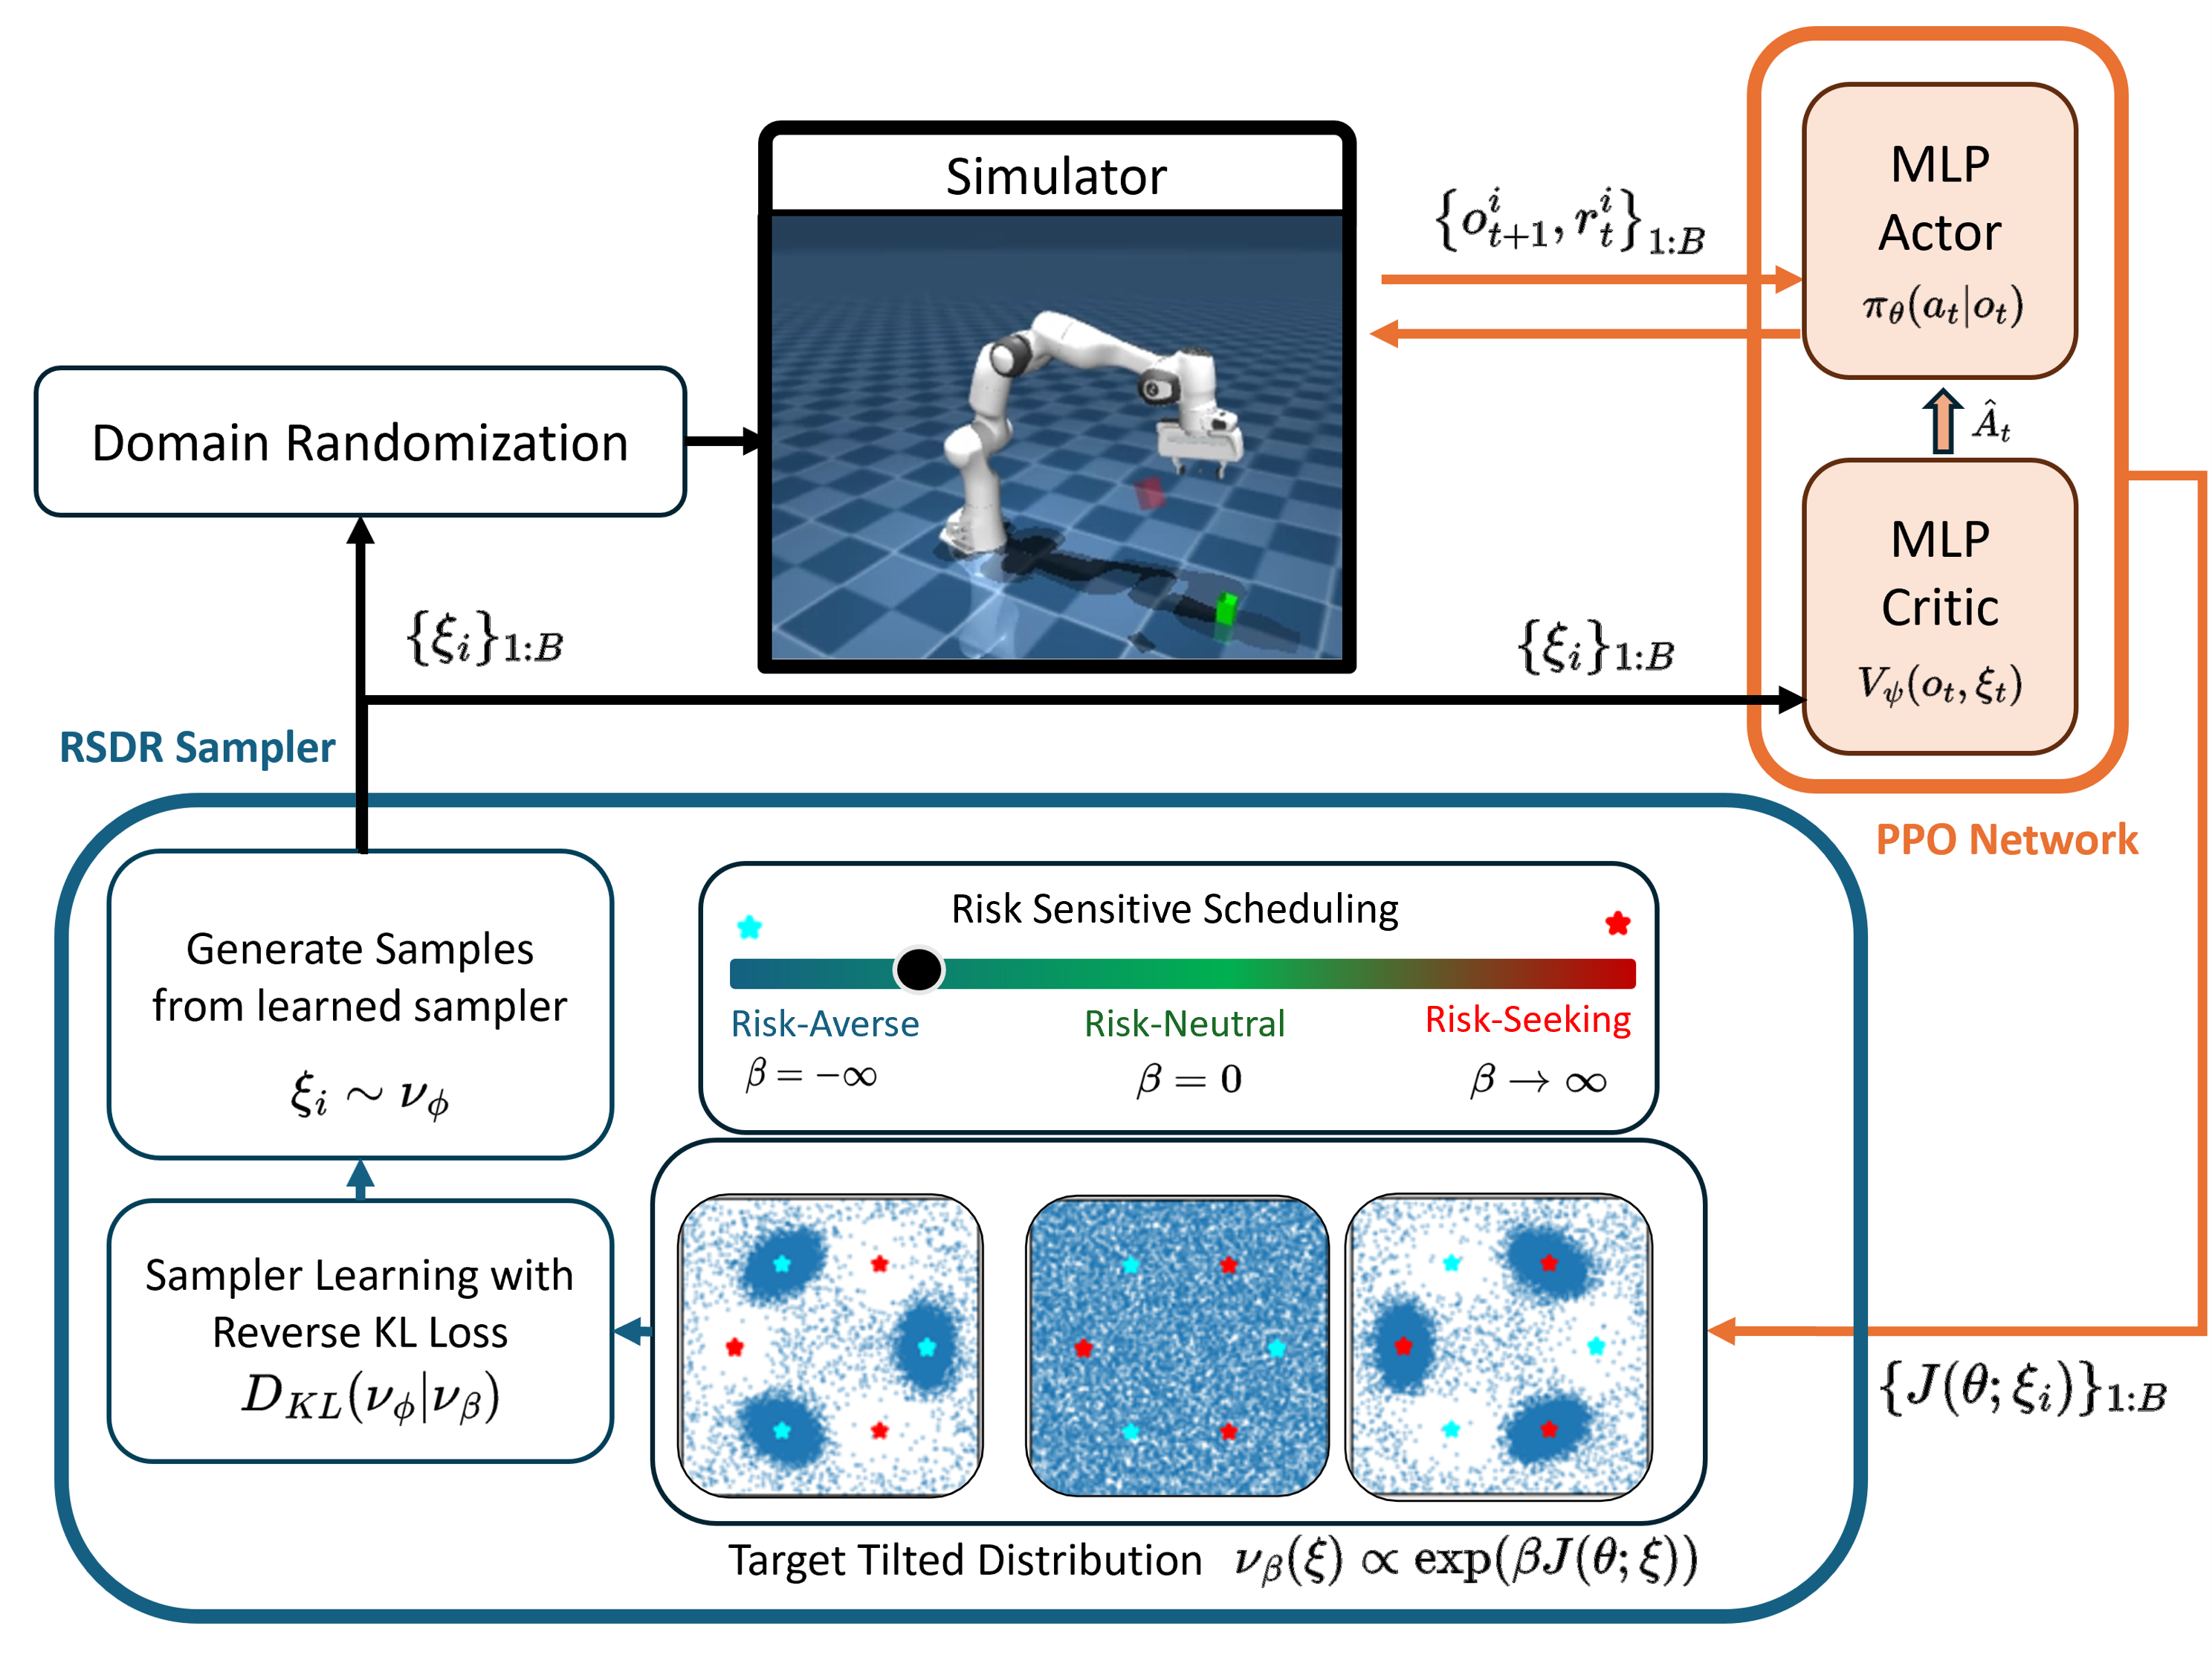 Simulator
{o^i_{t+1}, r^i_t}_{1:B}
MLP
Actor
π_θ(a_t|o_t)
Â_t
MLP
Critic
V_ψ(o_t, ξ_t)
PPO Network
Domain Randomization
{ξ_i}_{1:B}
{ξ_i}_{1:B}
RSDR Sampler
Generate Samples
from learned sampler
ξ_i ∼ ν_ϕ
Risk Sensitive Scheduling
Risk-Averse Risk-Neutral Risk-Seeking
β = −∞ β = 0 β → ∞
Sampler Learning with
Reverse KL Loss
D_{KL}(ν_ϕ|ν_β)
{J(θ; ξ_i)}_{1:B}
Target Tilted Distribution ν_β(ξ) ∝ exp(βJ(θ; ξ))